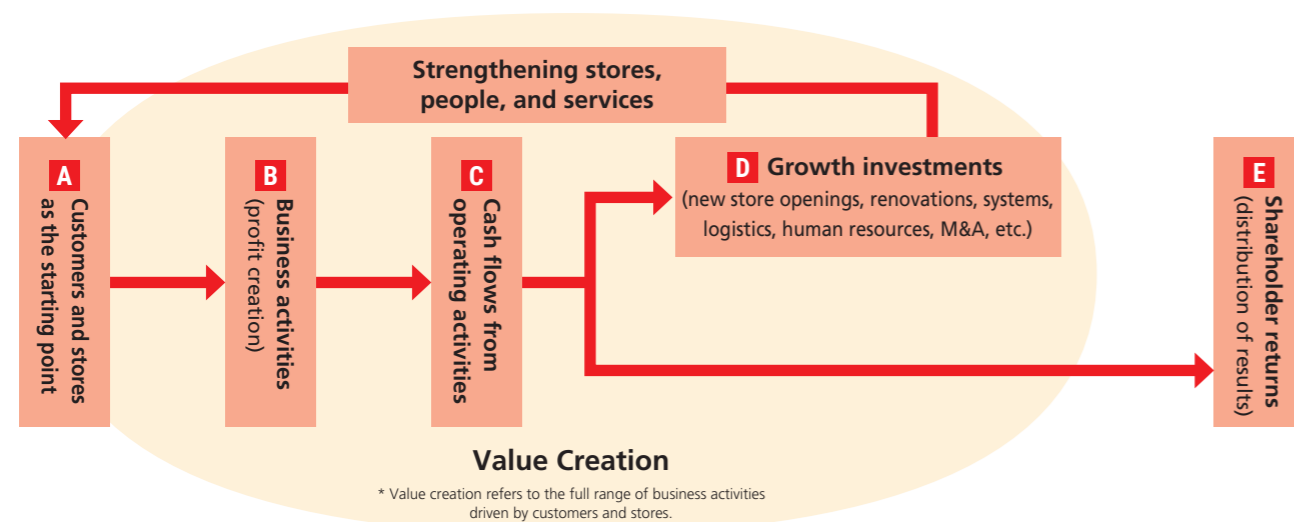 Strengthening stores,
people, and services
A
Customers and stores
as the starting point
B
Business activities
(profit creation)
C
Cash flows from
operating activities
D Growth investments
(new store openings, renovations, systems,
logistics, human resources, M&A, etc.)
E
Shareholder returns
(distribution of results)
Value Creation
* Value creation refers to the full range of business activities
driven by customers and stores.